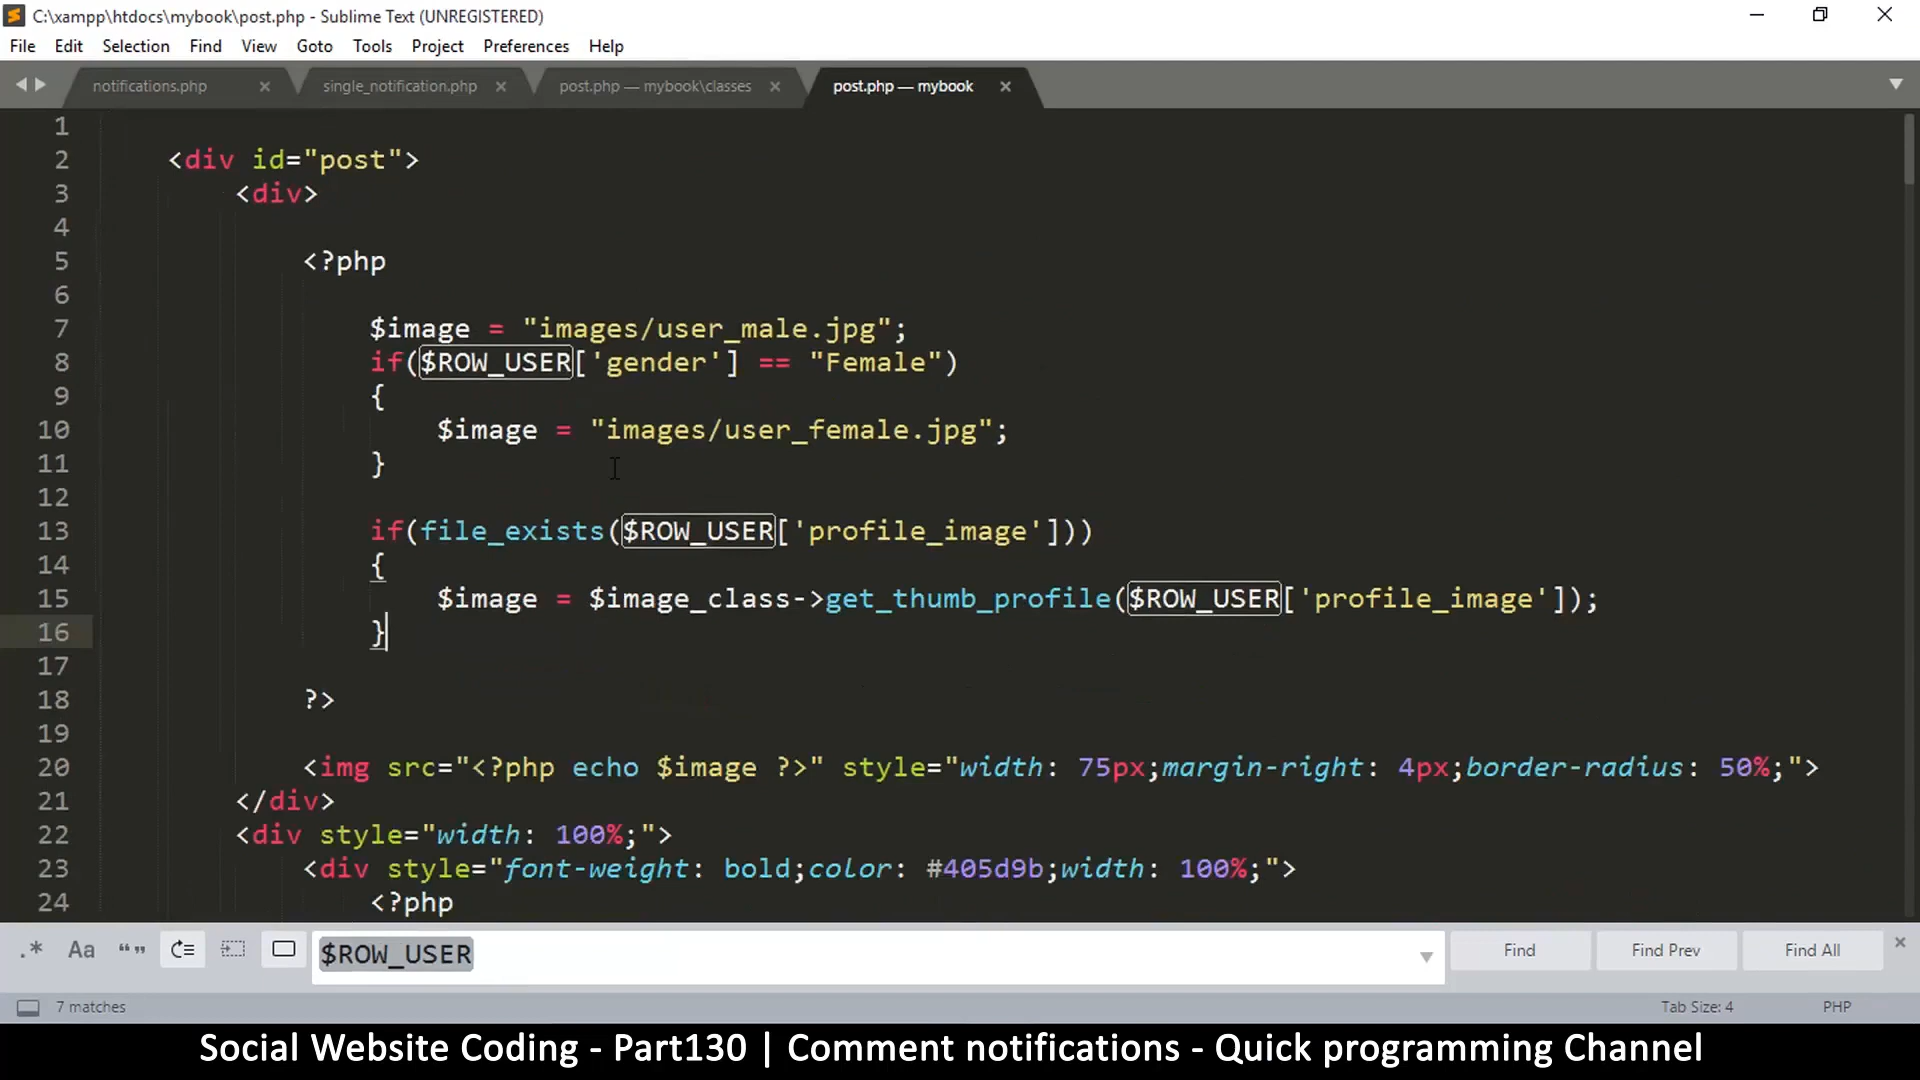 C:\xampp\htdocs\mybook\post.php - Sublime Text (UNREGISTERED)
File Edit Selection Find View Goto Tools Project Preferences Help
notifications.php single_notification.php post.php — mybook\classes post.php — mybook
1
2 <div id="post">
3 <div>
4
5 <?php
6
7 $image = "images/user_male.jpg";
8 if($ROW_USER['gender'] == "Female")
9 {
10 $image = "images/user_female.jpg";
11 }
12
13 if(file_exists($ROW_USER['profile_image']))
14 {
15 $image = $image_class->get_thumb_profile($ROW_USER['profile_image']);
16 }
17
18 ?>
19
20 <img src="<?php echo $image ?>" style="width: 75px;margin-right: 4px;border-radius: 50%;">
21 </div>
22 <div style="width: 100%;">
23 <div style="font-weight: bold;color: #405d9b;width: 100%;">
24 <?php
.* Aa “” $ROW_USER Find Find Prev Find All
7 matches Tab Size: 4 PHP
Social Website Coding - Part130 | Comment notifications - Quick programming Channel